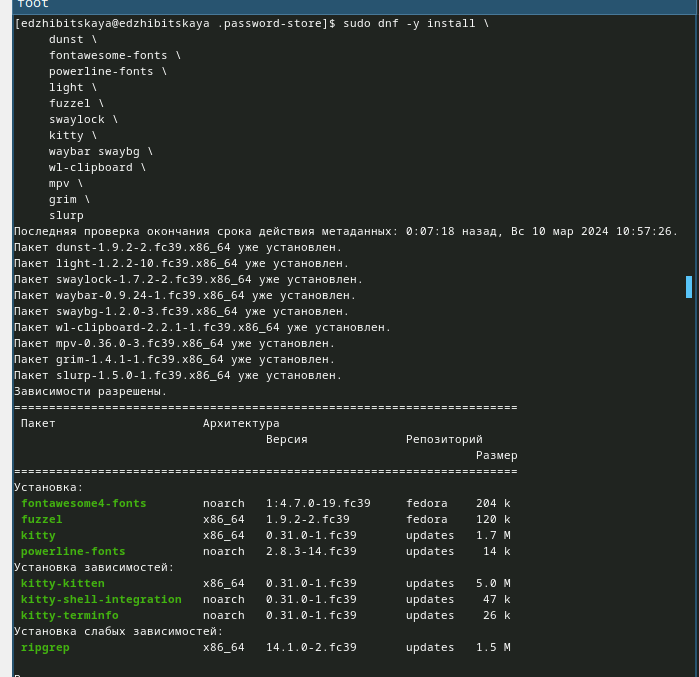 foot
[edzhibitskaya@edzhibitskaya .password-store]$ sudo dnf -y install \
dunst \
fontawesome-fonts \
powerline-fonts \
light \
fuzzel \
swaylock \
kitty \
waybar swaybg \
wl-clipboard \
mpv \
grim \
slurp
Последняя проверка окончания срока действия метаданных: 0:07:18 назад, Вс 10 мар 2024 10:57:26.
Пакет dunst-1.9.2-2.fc39.x86_64 уже установлен.
Пакет light-1.2.2-10.fc39.x86_64 уже установлен.
Пакет swaylock-1.7.2-2.fc39.x86_64 уже установлен.
Пакет waybar-0.9.24-1.fc39.x86_64 уже установлен.
Пакет swaybg-1.2.0-3.fc39.x86_64 уже установлен.
Пакет wl-clipboard-2.2.1-1.fc39.x86_64 уже установлен.
Пакет mpv-0.36.0-3.fc39.x86_64 уже установлен.
Пакет grim-1.4.1-1.fc39.x86_64 уже установлен.
Пакет slurp-1.5.0-1.fc39.x86_64 уже установлен.
Зависимости разрешены.
========================================================================
Пакет Архитектура
Версия Репозиторий
Размер
========================================================================
Установка:
fontawesome4-fonts noarch 1:4.7.0-19.fc39 fedora 204 k
fuzzel x86_64 1.9.2-2.fc39 fedora 120 k
kitty x86_64 0.31.0-1.fc39 updates 1.7 M
powerline-fonts noarch 2.8.3-14.fc39 updates 14 k
Установка зависимостей:
kitty-kitten x86_64 0.31.0-1.fc39 updates 5.0 M
kitty-shell-integration noarch 0.31.0-1.fc39 updates 47 k
kitty-terminfo noarch 0.31.0-1.fc39 updates 26 k
Установка слабых зависимостей:
ripgrep x86_64 14.1.0-2.fc39 updates 1.5 M